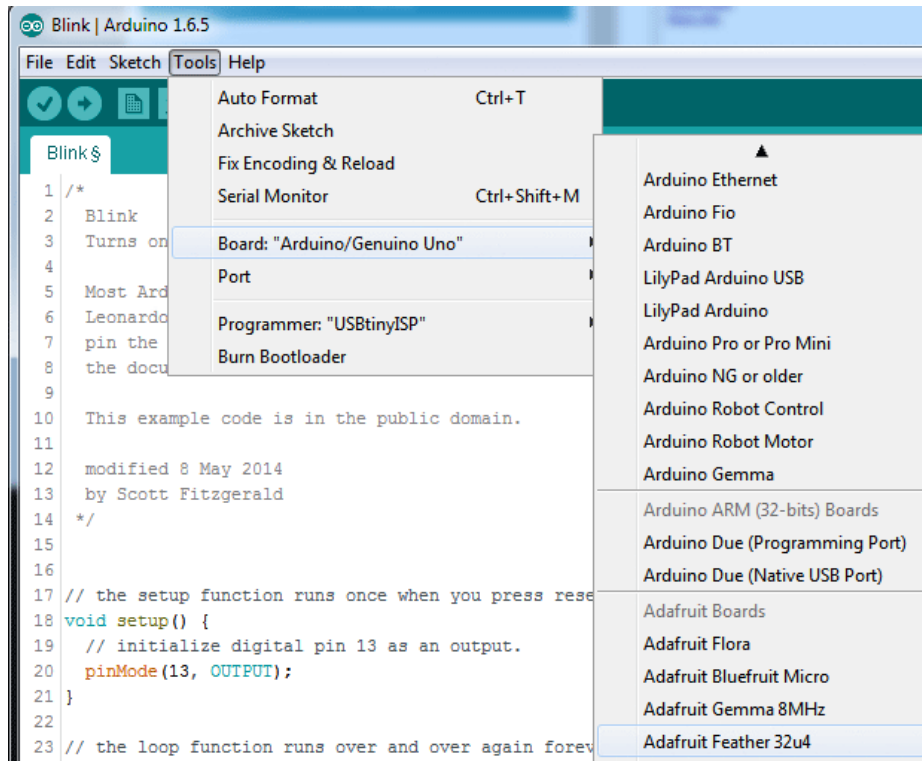 Blink | Arduino 1.6.5
File Edit Sketch Tools Help
Auto Format Ctrl+T
Archive Sketch
Fix Encoding & Reload
Serial Monitor Ctrl+Shift+M
Board: "Arduino/Genuino Uno"
Port
Programmer: "USBtinyISP"
Burn Bootloader
Arduino Ethernet
Arduino Fio
Arduino BT
LilyPad Arduino USB
LilyPad Arduino
Arduino Pro or Pro Mini
Arduino NG or older
Arduino Robot Control
Arduino Robot Motor
Arduino Gemma
Arduino ARM (32-bits) Boards
Arduino Due (Programming Port)
Arduino Due (Native USB Port)
Adafruit Boards
Adafruit Flora
Adafruit Bluefruit Micro
Adafruit Gemma 8MHz
Adafruit Feather 32u4
Blink§
1 /*
2 Blink
3 Turns on
4
5 Most Ard
6 Leonardo
7 pin the
8 the docu
9
10 This example code is in the public domain.
11
12 modified 8 May 2014
13 by Scott Fitzgerald
14 */
15
16
17 // the setup function runs once when you press rese
18 void setup() {
19 // initialize digital pin 13 as an output.
20 pinMode(13, OUTPUT);
21 }
22
23 // the loop function runs over and over again forev